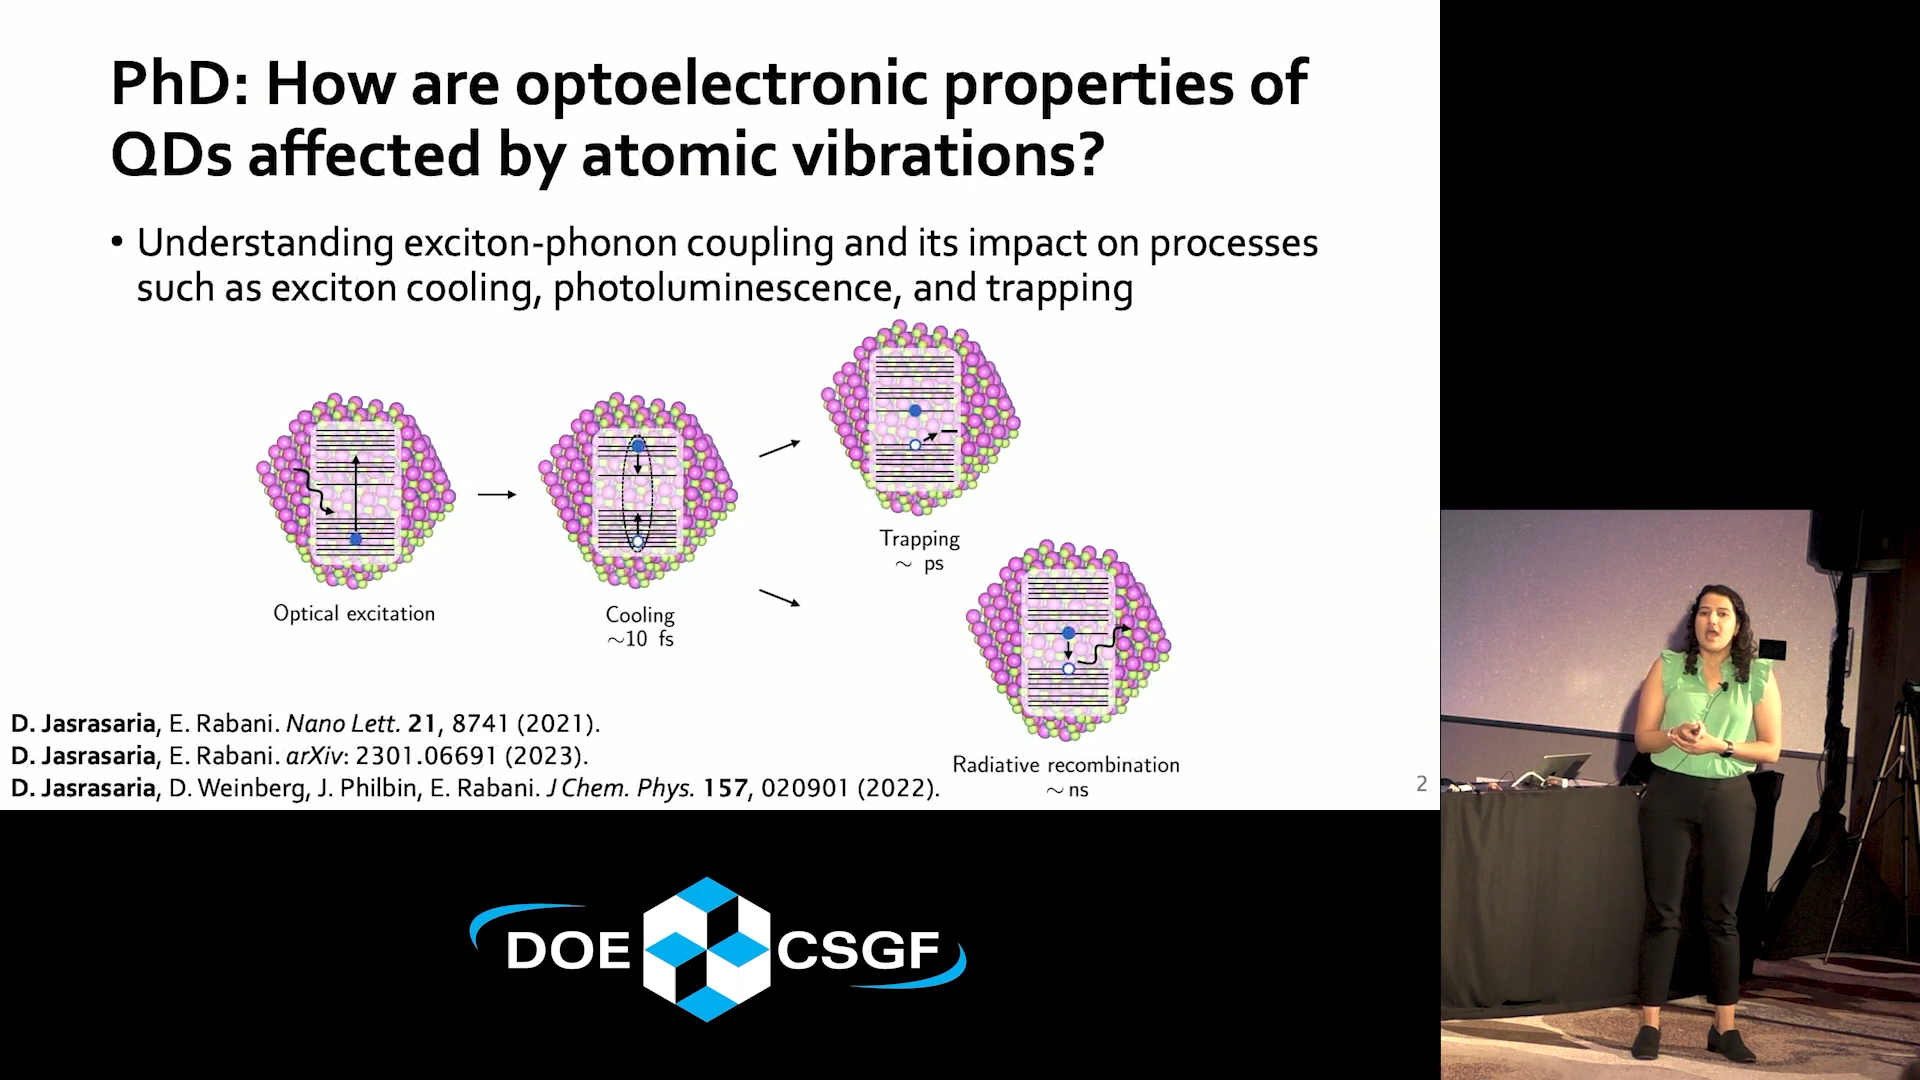 PhD: How are optoelectronic properties of
QDs affected by atomic vibrations?
• Understanding exciton-phonon coupling and its impact on processes
such as exciton cooling, photoluminescence, and trapping
Optical excitation
Cooling
~10 fs
Trapping
~ ps
Radiative recombination
~ ns
D. Jasrasaria, E. Rabani. Nano Lett. 21, 8741 (2021).
D. Jasrasaria, E. Rabani. arXiv: 2301.06691 (2023).
D. Jasrasaria, D. Weinberg, J. Philbin, E. Rabani. J Chem. Phys. 157, 020901 (2022).
2
DOE CSGF